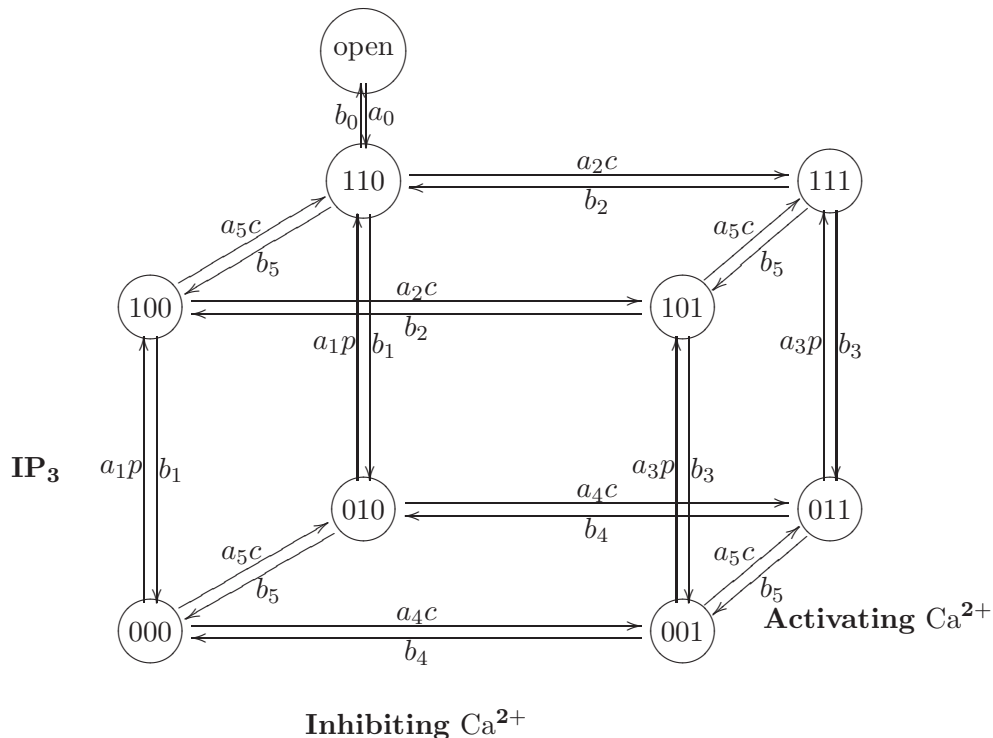 open
b₀ a₀
110 a₂c 111
b₂
a₅c b₅ a₅c b₅
100 a₂c 101
b₂
a₁p b₁ a₃p b₃
IP₃ a₁p b₁ a₃p b₃
010 a₄c 011
b₄
a₅c b₅ a₅c b₅
000 a₄c 001
b₄
Activating Ca²⁺
Inhibiting Ca²⁺